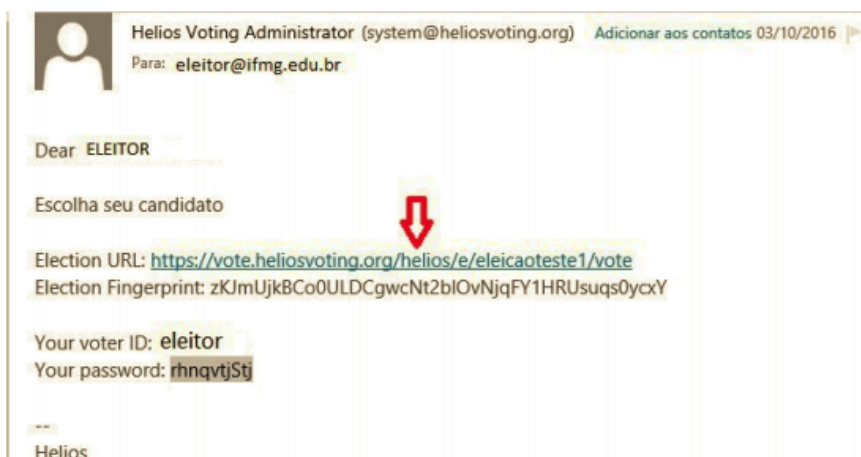 Helios Voting Administrator (system@heliosvoting.org) Adicionar aos contatos 03/10/2016
Para: eleitor@ifmg.edu.br
Dear ELEITOR
Escolha seu candidato
Election URL: https://vote.heliosvoting.org/helios/e/eleicaoteste1/vote
Election Fingerprint: zKJmUjkBCo0ULDCgwcNt2blOvNjqFY1HRUsuqs0ycxY
Your voter ID: eleitor
Your password: rhnqvtjStj
--
Helios